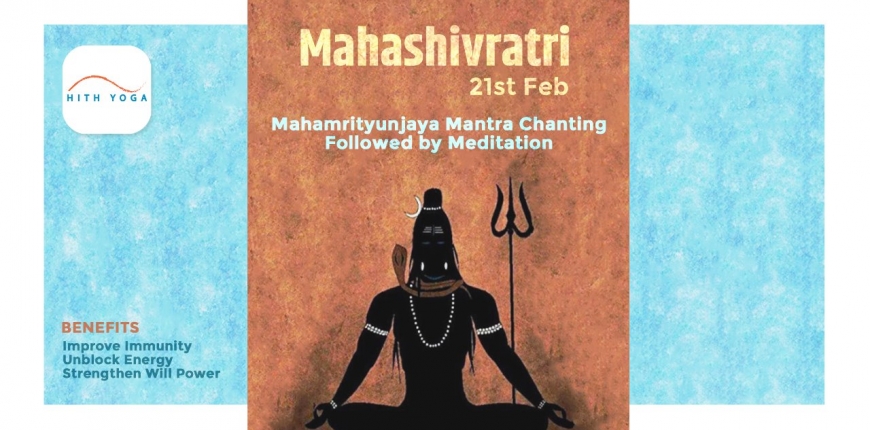 HITH YOGA
Mahashivratri
21st Feb
Mahamrityunjaya Mantra Chanting
Followed by Meditation
BENEFITS
Improve Immunity
Unblock Energy
Strengthen Will Power